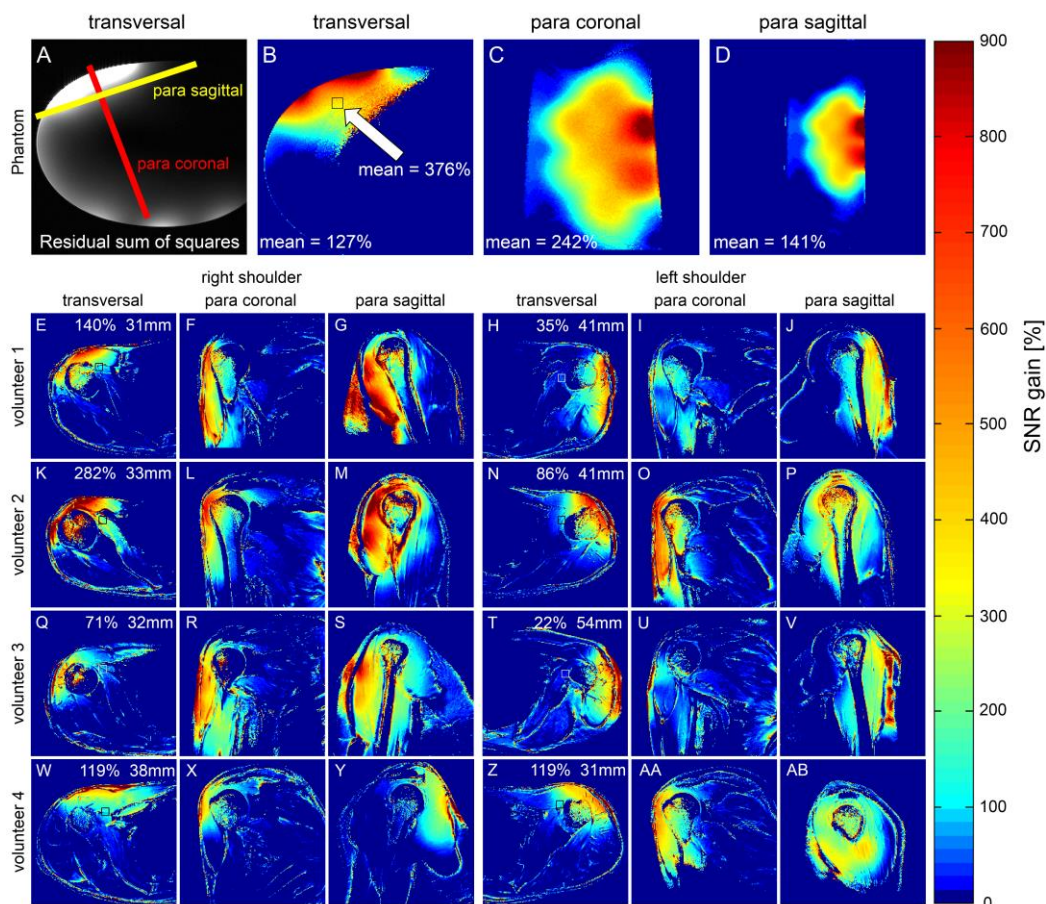 transversal transversal para coronal para sagittal
A B C D
para sagittal
para coronal
Residual sum of squares
Phantom
mean = 376%
mean = 127%
mean = 242%
mean = 141%
900
800
700
600
500
400
300
200
100
0
SNR gain [%]
right shoulder left shoulder
transversal para coronal para sagittal transversal para coronal para sagittal
volunteer 1
E 140% 31mm F G H 35% 41mm I J
volunteer 2
K 282% 33mm L M N 86% 41mm O P
volunteer 3
Q 71% 32mm R S T 22% 54mm U V
volunteer 4
W 119% 38mm X Y Z 119% 31mm AA AB